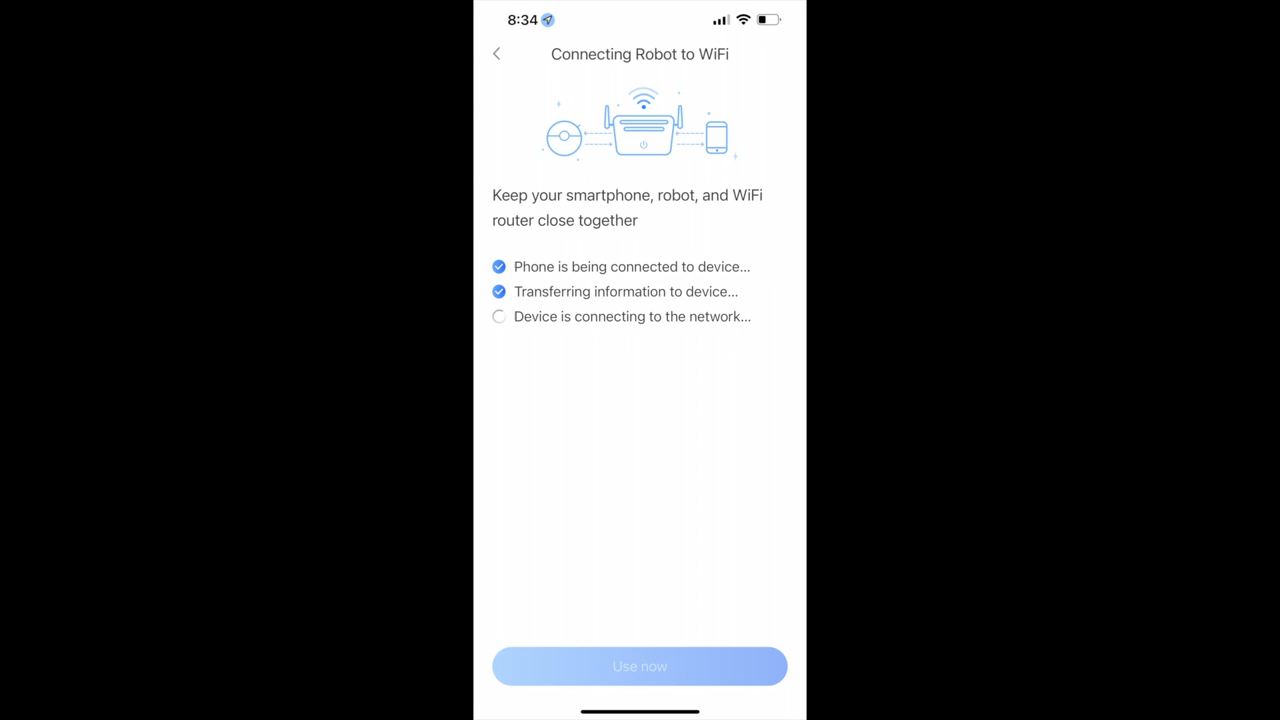 8:34
Connecting Robot to WiFi
Keep your smartphone, robot, and WiFi
router close together
Phone is being connected to device...
Transferring information to device...
Device is connecting to the network...
Use now